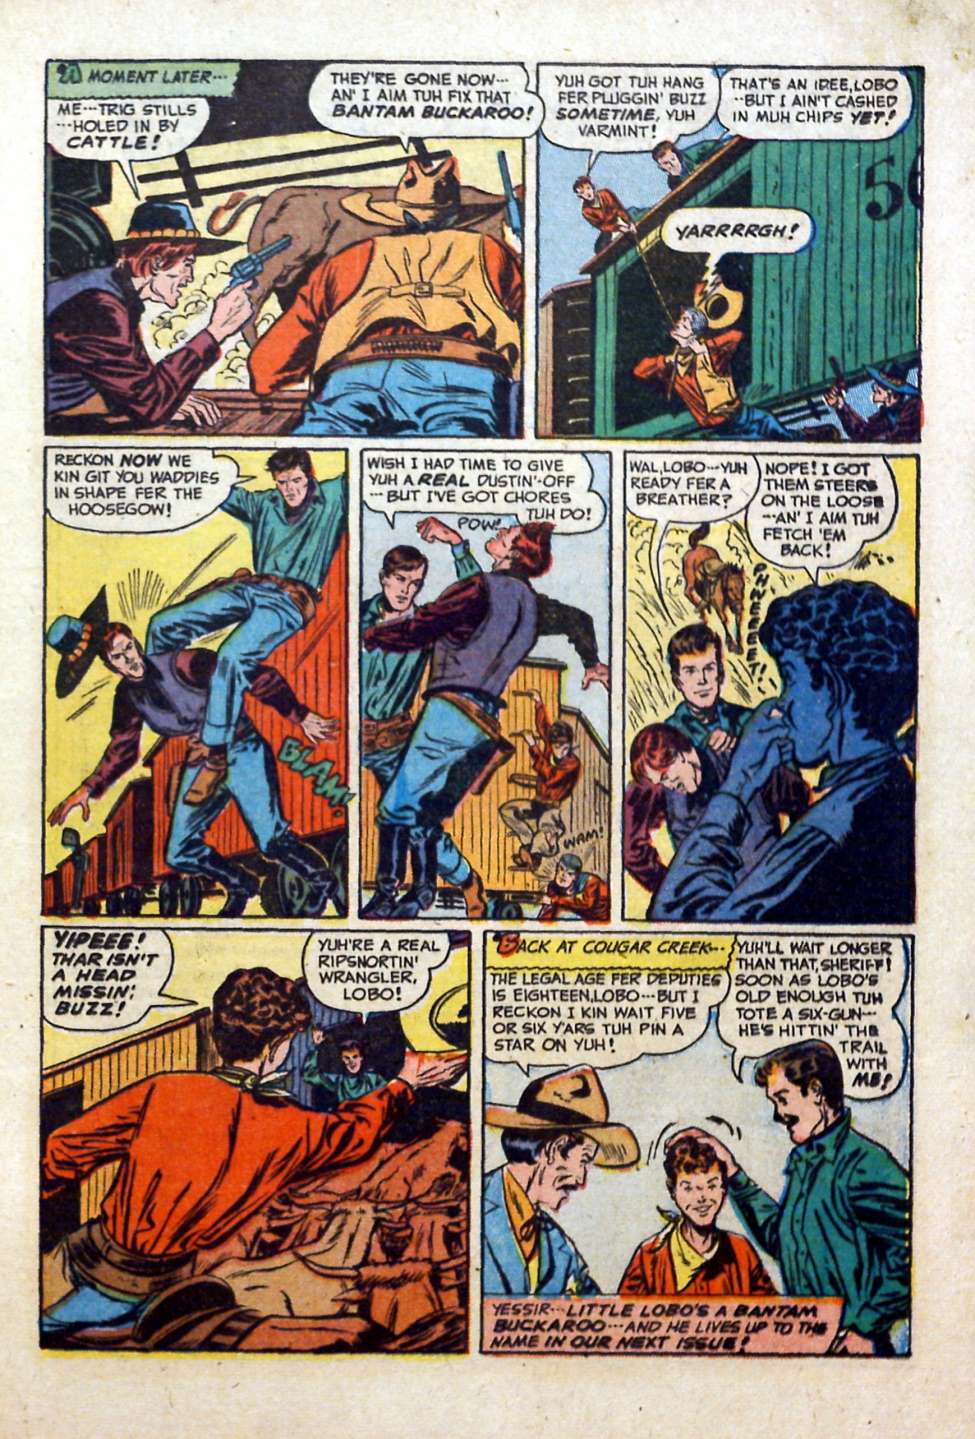 A MOMENT LATER---
ME---TRIG STILLS
---HOLED IN BY
CATTLE!
THEY'RE GONE NOW---
AN' I AIM TUH FIX THAT
BANTAM BUCKAROO!
YUH GOT TUH HANG
FER PLUGGIN' BUZZ
SOMETIME, YUH
VARMINT!
THAT'S AN IDEE, LOBO
--BUT I AIN'T CASHED
IN MUH CHIPS YET!
YARRRRGH!
50
RECKON NOW WE
KIN GIT YOU WADDIES
IN SHAPE FER THE
HOOSEGOW!
BLAM!
WISH I HAD TIME TO GIVE
YUH A REAL DUSTIN'-OFF
---BUT I'VE GOT CHORES
TUH DO!
POW!
WAM!
WAL, LOBO---YUH
READY FER A
BREATHER?
NOPE! I GOT
THEM STEERS
ON THE LOOSE
---AN' I AIM TUH
FETCH 'EM
BACK!
PHWEEEET!
YIPEEE!
THAR ISN'T
A HEAD
MISSIN',
BUZZ!
YUH'RE A REAL
RIPSNORTIN'
WRANGLER,
LOBO!
BACK AT COUGAR CREEK---
THE LEGAL AGE FER DEPUTIES
IS EIGHTEEN, LOBO---BUT I
RECKON I KIN WAIT FIVE
OR SIX Y'ARS TUH PIN A
STAR ON YUH!
YUH'LL WAIT LONGER
THAN THAT, SHERIFF!
SOON AS LOBO'S
OLD ENOUGH TUH
TOTE A SIX-GUN---
HE'S HITTIN' THE
TRAIL
WITH
ME!
YESSIR---LITTLE LOBO'S A BANTAM
BUCKAROO---AND HE LIVES UP TO THE
NAME IN OUR NEXT ISSUE!